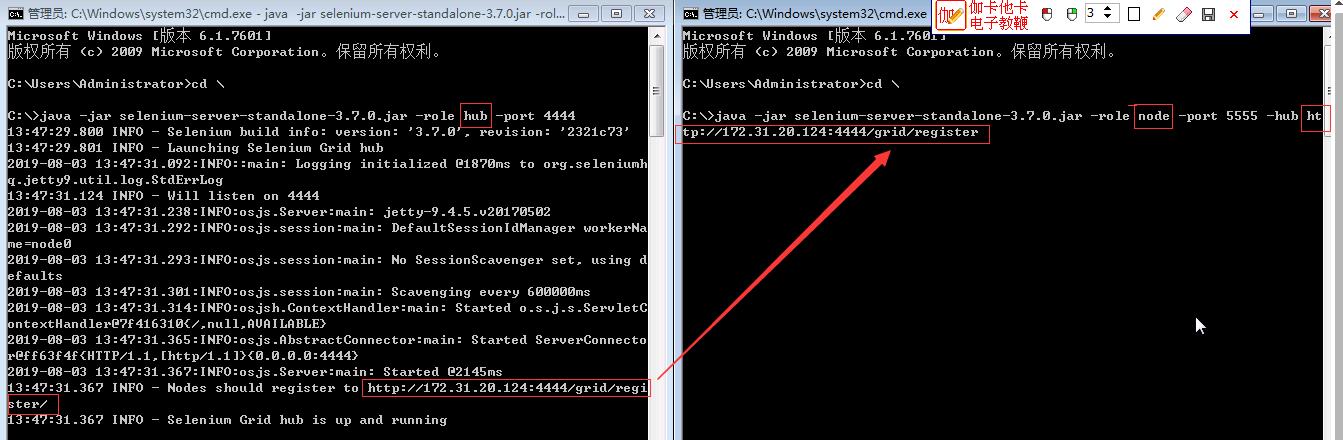 管理员: C:\Windows\system32\cmd.exe - java -jar selenium-server-standalone-3.7.0.jar -rol...
Microsoft Windows [版本 6.1.7601]
版权所有 (c) 2009 Microsoft Corporation。保留所有权利。
C:\Users\Administrator>cd \
C:\>java -jar selenium-server-standalone-3.7.0.jar -role hub -port 4444
13:47:29.800 INFO - Selenium build info: version: '3.7.0', revision: '2321c73'
13:47:29.801 INFO - Launching Selenium Grid hub
2019-08-03 13:47:31.092:INFO::main: Logging initialized @1870ms to org.seleniumh
q.jetty9.util.log.StdErrLog
13:47:31.124 INFO - Will listen on 4444
2019-08-03 13:47:31.238:INFO:osjs.Server:main: jetty-9.4.5.v20170502
2019-08-03 13:47:31.292:INFO:osjs.session:main: DefaultSessionIdManager workerNa
me=node0
2019-08-03 13:47:31.293:INFO:osjs.session:main: No SessionScavenger set, using d
efaults
2019-08-03 13:47:31.301:INFO:osjs.session:main: Scavenging every 600000ms
2019-08-03 13:47:31.314:INFO:osjsh.ContextHandler:main: Started o.s.j.s.ServletC
ontextHandler@7f416310{/,null,AVAILABLE}
2019-08-03 13:47:31.365:INFO:osjs.AbstractConnector:main: Started ServerConnecto
r@ff63f4f{HTTP/1.1,[http/1.1]}{0.0.0.0:4444}
2019-08-03 13:47:31.367:INFO:osjs.Server:main: Started @2145ms
13:47:31.367 INFO - Nodes should register to http://172.31.20.124:4444/grid/regi
ster/
13:47:31.367 INFO - Selenium Grid hub is up and running
管理员: C:\Windows\system32\cmd.exe
伽 伽卡他卡 3
电子教鞭
Microsoft Windows [版本 6.1.7601]
版权所有 (c) 2009 Microsoft Corporation。保留所有权利。
C:\Users\Administrator>cd \
C:\>java -jar selenium-server-standalone-3.7.0.jar -role node -port 5555 -hub ht
tp://172.31.20.124:4444/grid/register